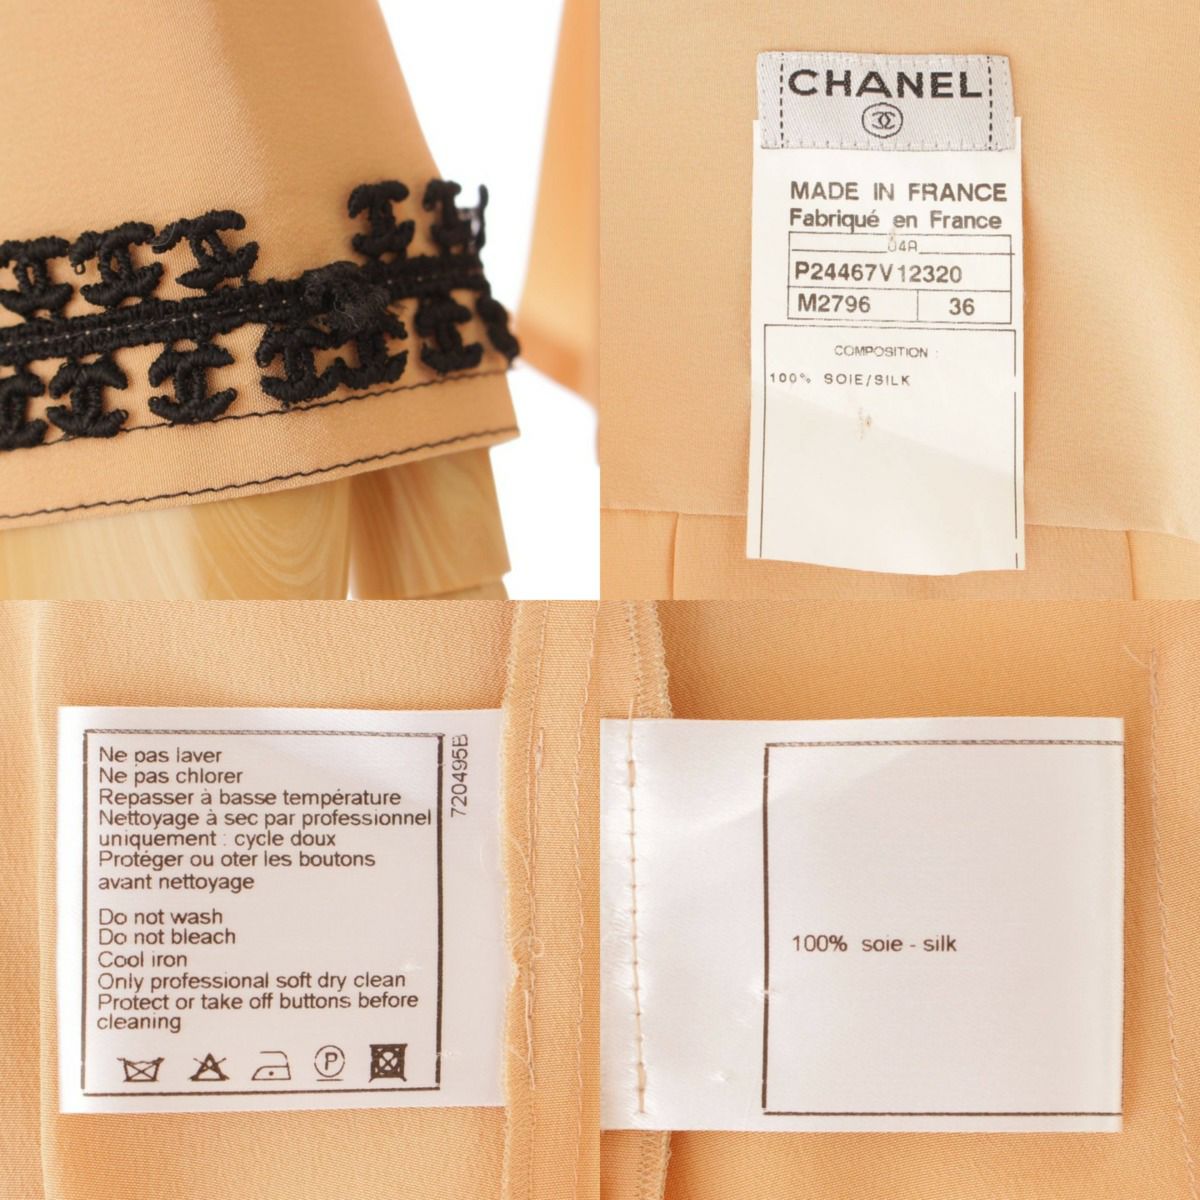 CHANEL
MADE IN FRANCE
Fabriqué en France
04A
P24467V12320
M2796 36
COMPOSITION :
100% SOIE/SILK
Ne pas laver
Ne pas chlorer
Repasser à basse température
Nettoyage à sec par professionnel
uniquement : cycle doux
Protéger ou oter les boutons
avant nettoyage
Do not wash
Do not bleach
Cool iron
Only professional soft dry clean
Protect or take off buttons before
cleaning
P
720495B
100% soie - silk